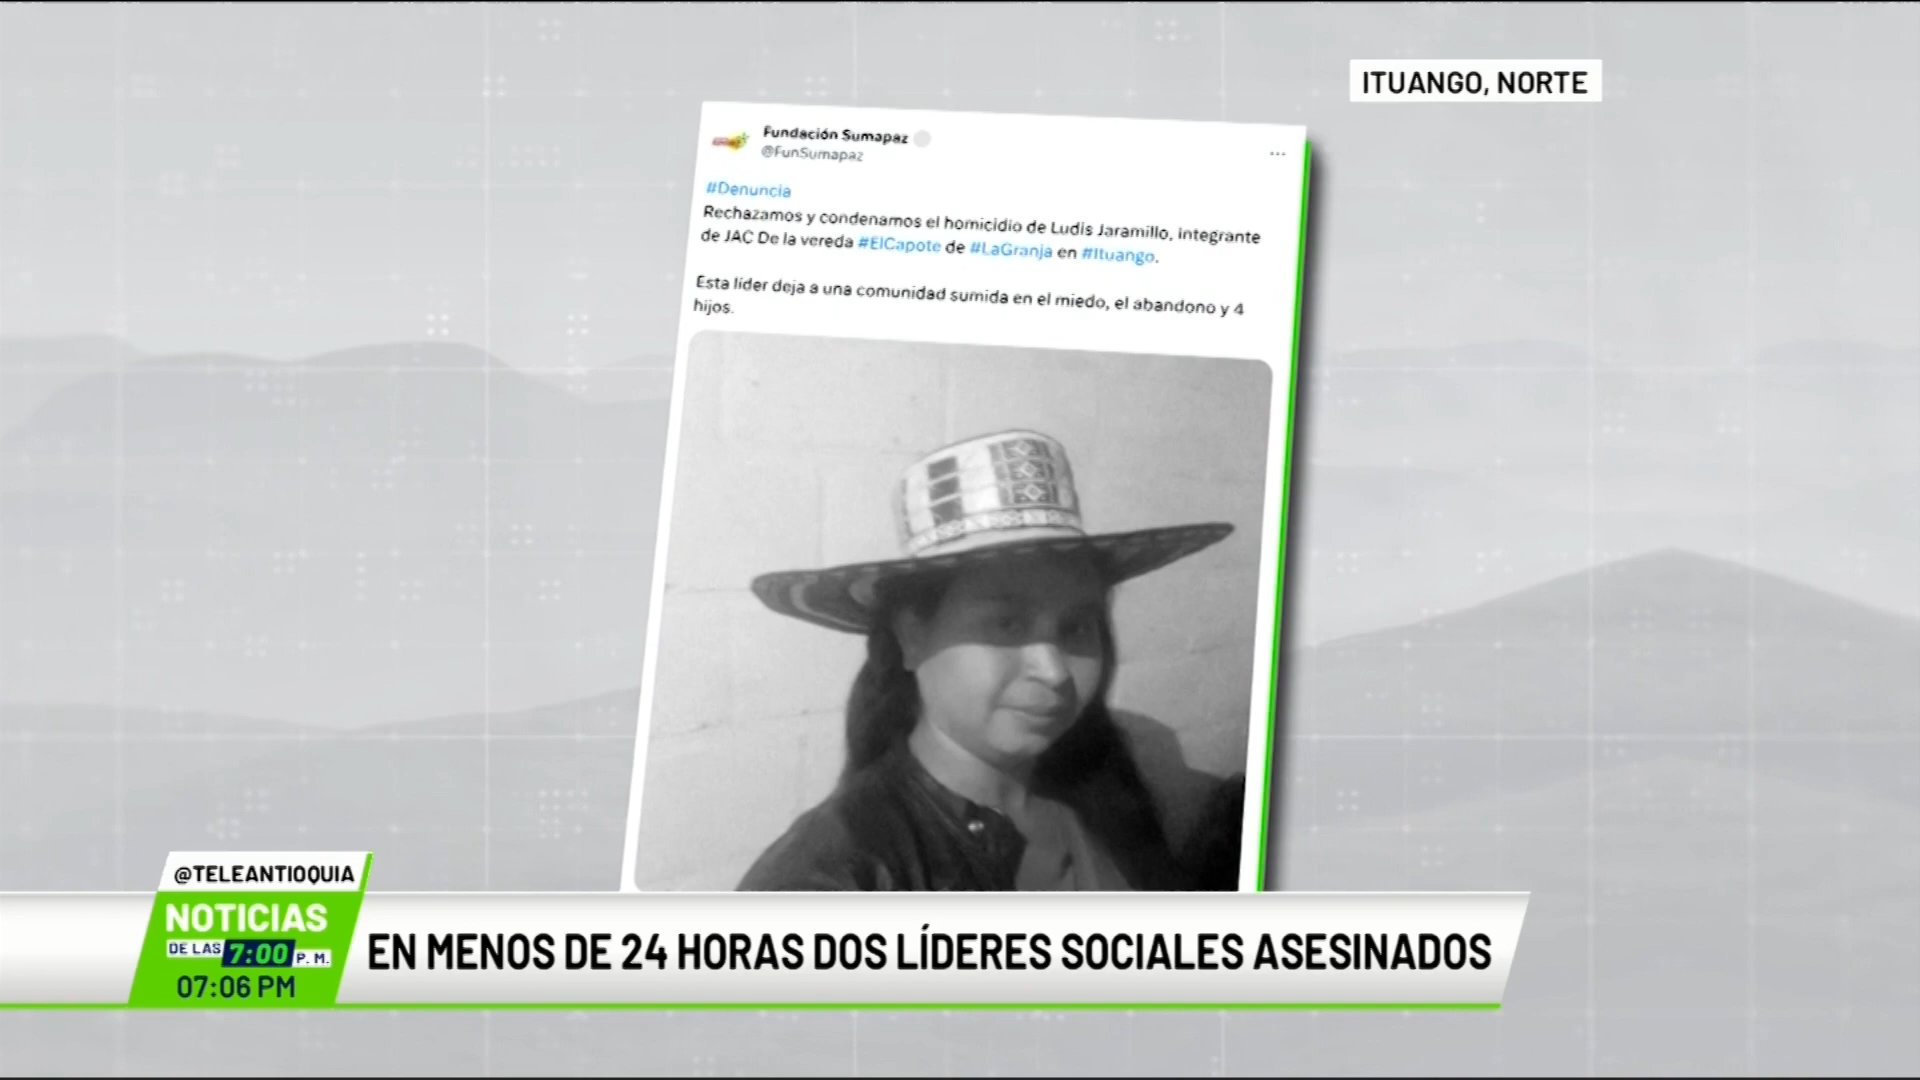 ITUANGO, NORTE
Fundación Sumapaz
@FunSumapaz
#Denuncia
Rechazamos y condenamos el homicidio de Ludis Jaramillo, integrante
de JAC De la vereda #ElCapote de #LaGranja en #Ituango.
Esta líder deja a una comunidad sumida en el miedo, el abandono y 4
hijos.
@TELEANTIOQUIA
NOTICIAS
DE LAS 7:00 P. M.
07:06 PM
EN MENOS DE 24 HORAS DOS LÍDERES SOCIALES ASESINADOS